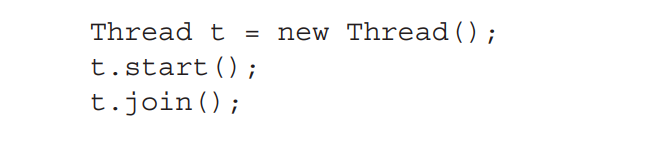 Thread t = new Thread();
t.start();
t.join();